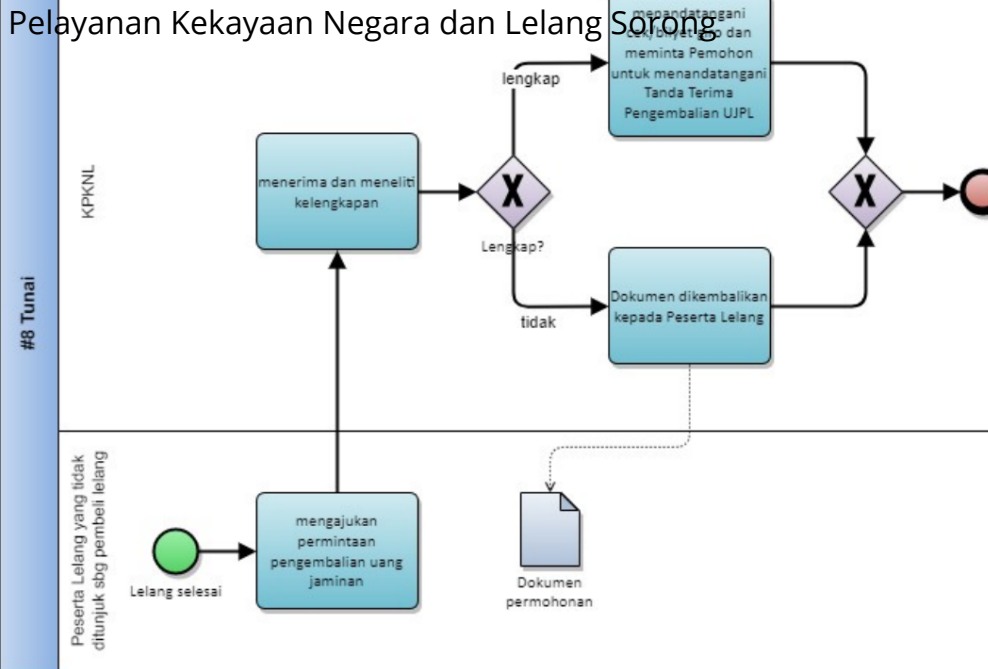 Pelayanan Kekayaan Negara dan Lelang Sorong
menandatangani
dan
meminta Pemohon
untuk menandatangani
Tanda Terima
Pengembalian UJPL
lengkap
KPKNL
menerima dan meneliti
kelengkapan
X
X
Lengkap?
#8 Tunai
Dokumen dikembalikan
kepada Peserta Lelang
tidak
Peserta Lelang yang tidak
ditunjuk sbg pembeli lelang
mengajukan
permintaan
pengembalian uang
jaminan
Lelang selesai
Dokumen
permohonan